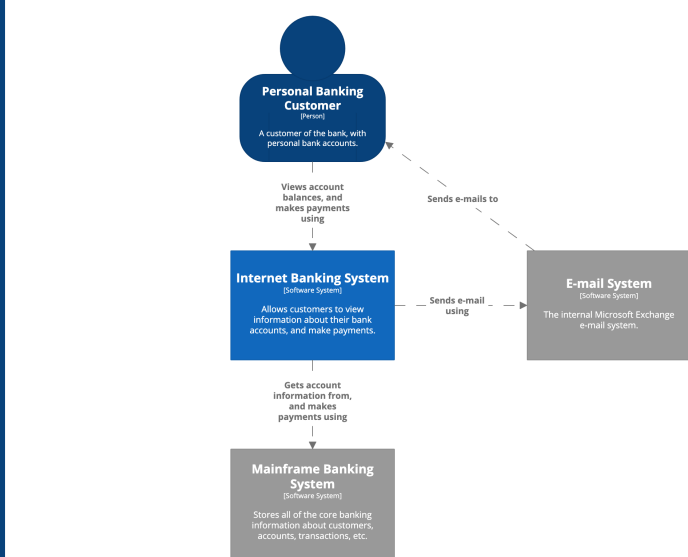 Personal Banking
Customer
[Person]
A customer of the bank, with
personal bank accounts.
Views account
balances, and
makes payments
using
Sends e-mails to
Internet Banking System
[Software System]
Allows customers to view
information about their bank
accounts, and make payments.
Sends e-mail
using
E-mail System
[Software System]
The internal Microsoft Exchange
e-mail system.
Gets account
information from,
and makes
payments using
Mainframe Banking
System
[Software System]
Stores all of the core banking
information about customers,
accounts, transactions, etc.